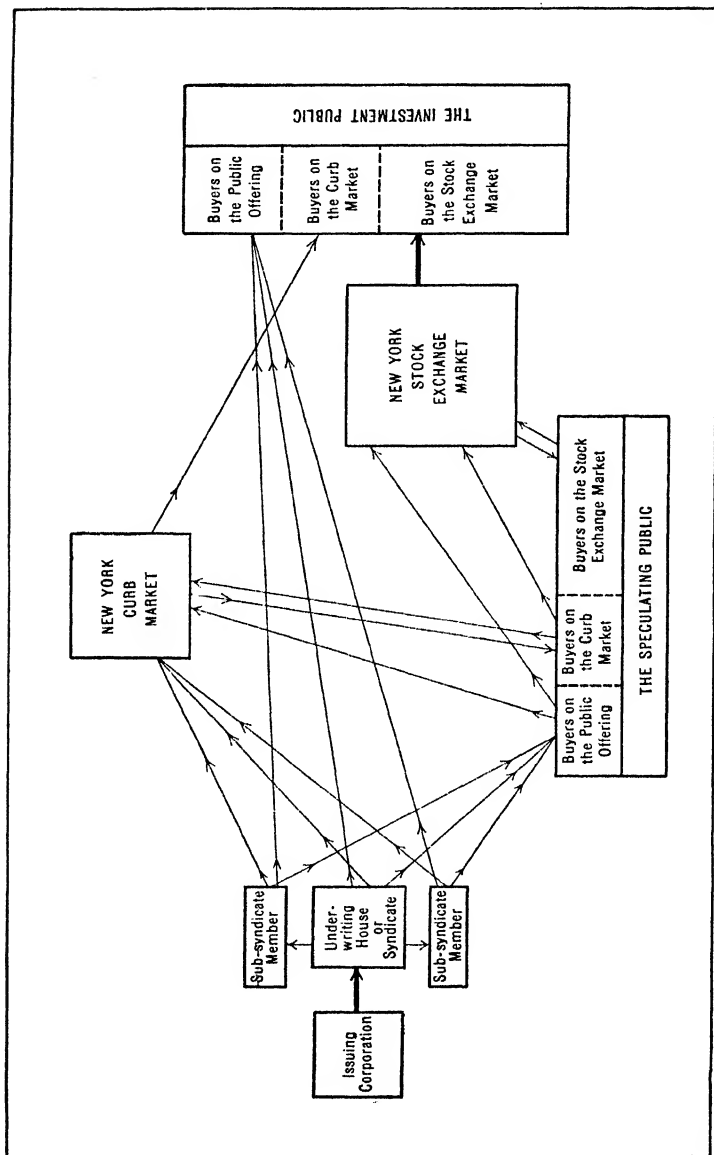 Issuing
Corporation
Sub-syndicate
Member
Under-
writing
House
or
Syndicate
Sub-syndicate
Member
NEW YORK
CURB
MARKET
Buyers on
the Public
Offering
Buyers on
the Curb
Market
Buyers on the Stock
Exchange Market
THE SPECULATING PUBLIC
NEW YORK
STOCK
EXCHANGE
MARKET
Buyers on
the Public
Offering
Buyers on
the Curb
Market
Buyers on
the Stock
Exchange
Market
THE INVESTMENT PUBLIC